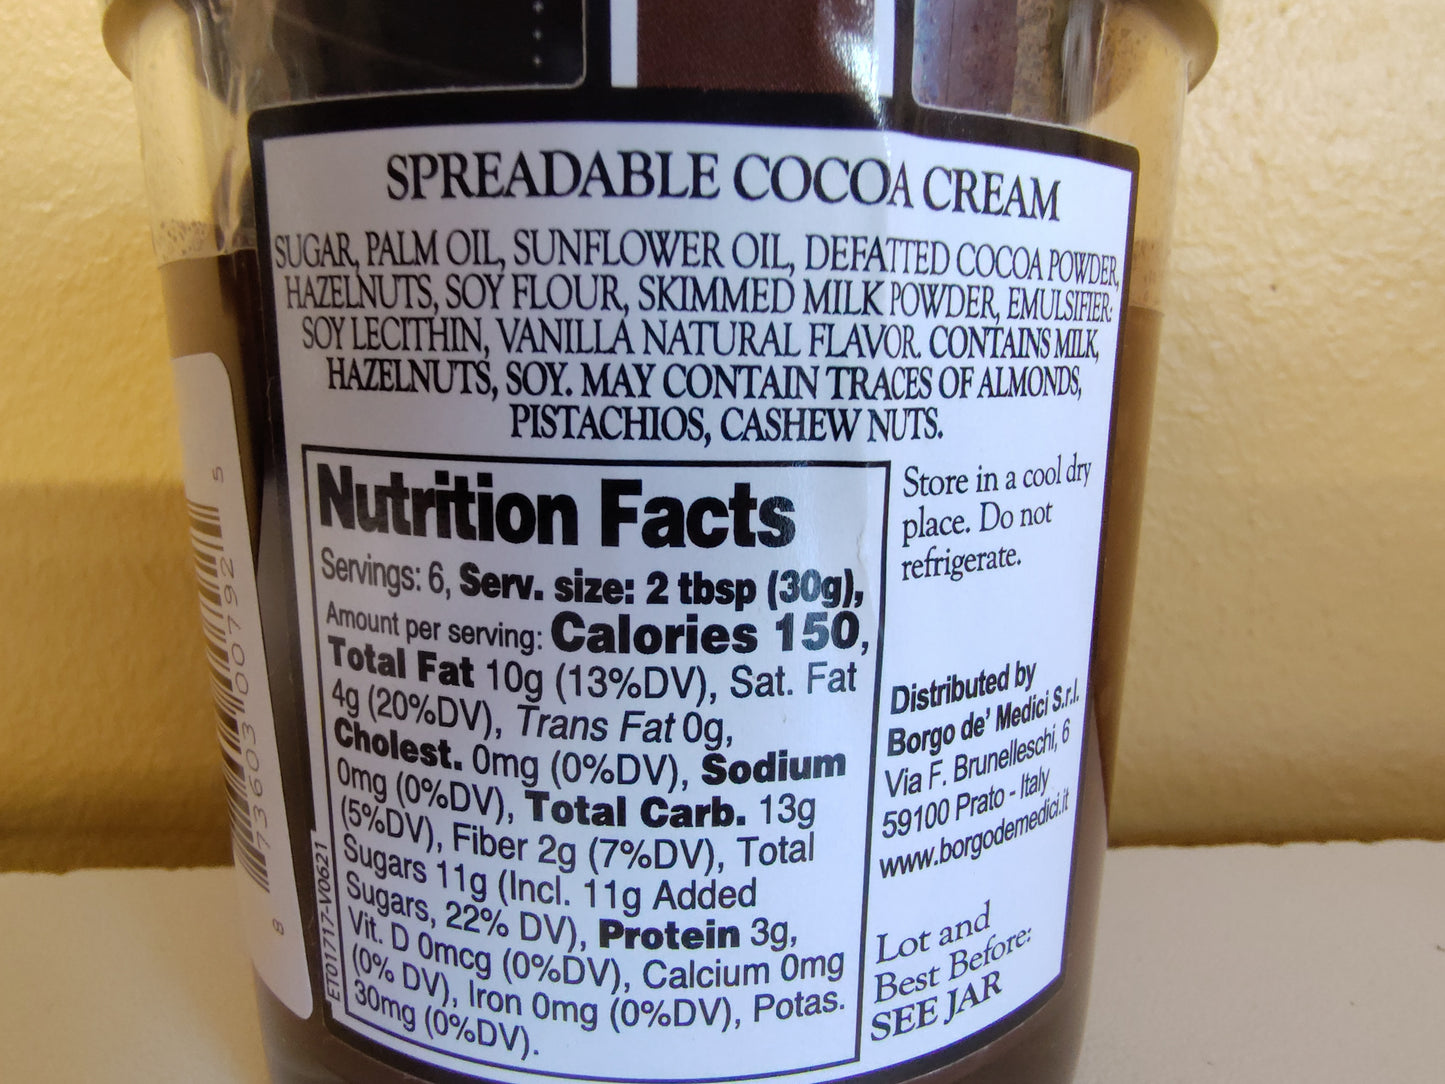 SPREADABLE COCOA CREAM
SUGAR, PALM OIL, SUNFLOWER OIL, DEFATTED COCOA POWDER,
HAZELNUTS, SOY FLOUR, SKIMMED MILK POWDER, EMULSIFIER:
SOY LECITHIN, VANILLA NATURAL FLAVOR. CONTAINS MILK,
HAZELNUTS, SOY. MAY CONTAIN TRACES OF ALMONDS,
PISTACHIOS, CASHEW NUTS.
Nutrition Facts
Servings: 6, Serv. size: 2 tbsp (30g),
Amount per serving: Calories 150,
Total Fat 10g (13%DV), Sat. Fat
4g (20%DV), Trans Fat 0g,
Cholest. 0mg (0%DV), Sodium
0mg (0%DV), Total Carb. 13g
(5%DV), Fiber 2g (7%DV), Total
Sugars 11g (Incl. 11g Added
Sugars, 22% DV), Protein 3g,
Vit. D 0mcg (0%DV), Calcium 0mg
(0% DV), Iron 0mg (0%DV), Potas.
30mg (0%DV).
Store in a cool dry
place. Do not
refrigerate.
Distributed by
Borgo de' Medici S.r.l.
Via F. Brunelleschi, 6
59100 Prato - Italy
www.borgodemedici.it
Lot and
Best Before:
SEE JAR
ET01717-V0621
8 73603 00792 5